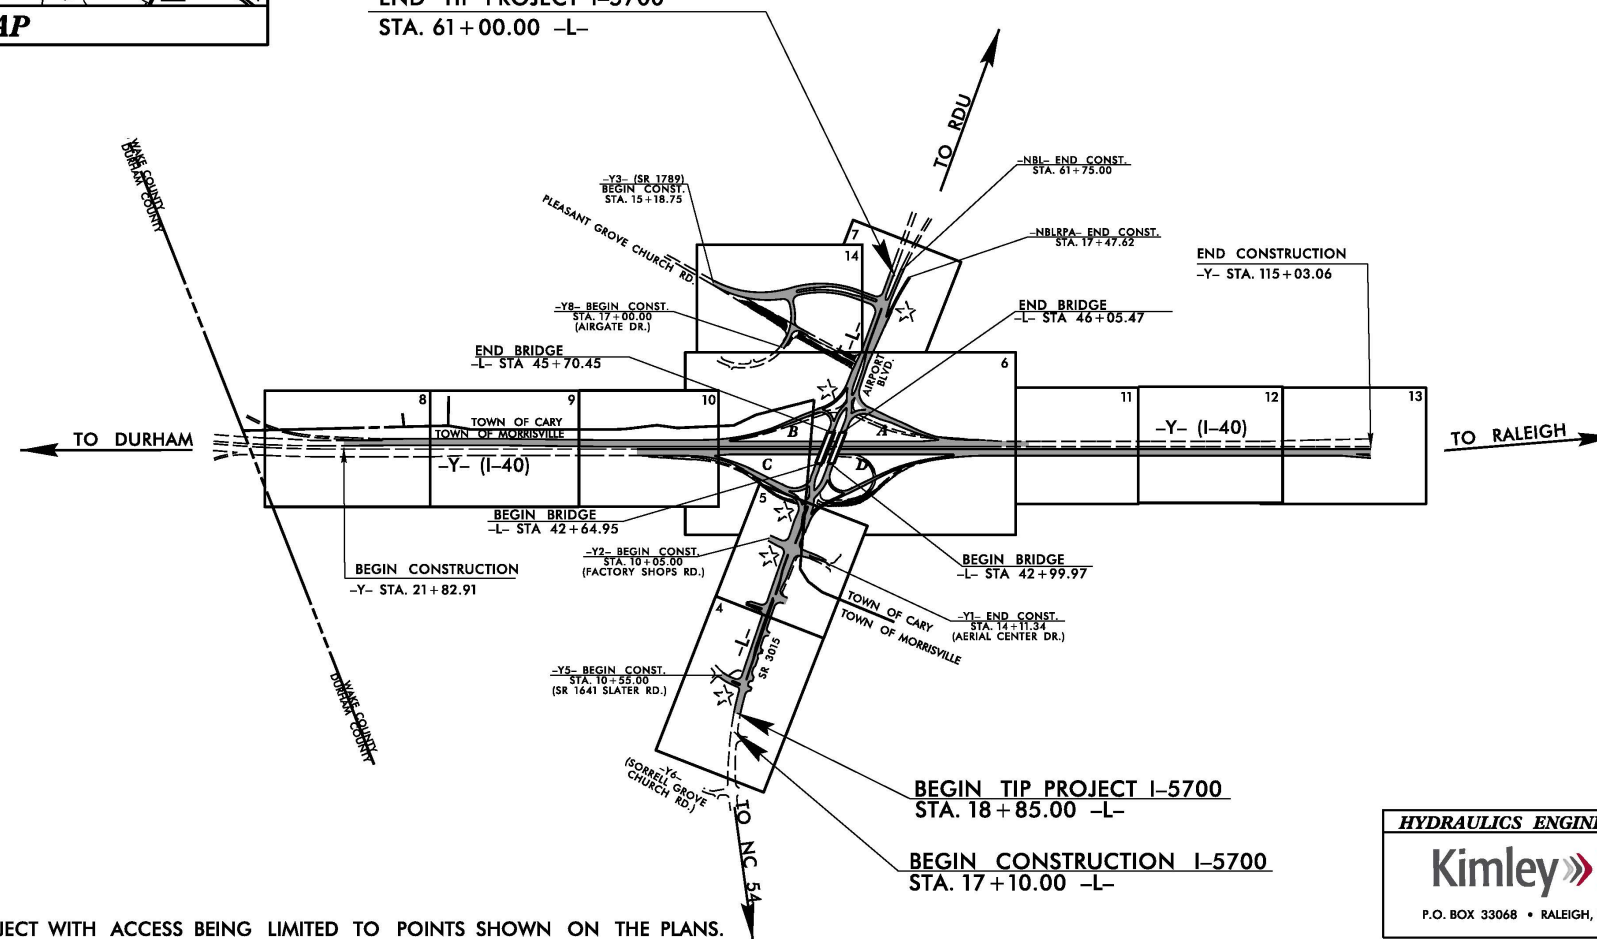 AP
END TIP PROJECT I–5700
STA. 61+00.00 –L–
TO RDU
WAKE COUNTY
DURHAM COUNTY
–NBL– END CONST.
STA. 61+75.00
–Y3– (SR 1789)
BEGIN CONST.
STA. 15+18.75
PLEASANT GROVE CHURCH RD.
–NBLRPA– END CONST.
STA. 17+47.62
END CONSTRUCTION
–Y– STA. 115+03.06
7
14
–Y8– BEGIN CONST.
STA. 17+00.00
(AIRGATE DR.)
END BRIDGE
–L– STA 46+05.47
–L–
END BRIDGE
–L– STA 45+70.45
AIRPORT
BLVD.
6
8
9
10
11
12
13
TOWN OF CARY
TOWN OF MORRISVILLE
B
A
–Y– (I–40)
TO DURHAM
TO RALEIGH
–Y– (I–40)
C
D
5
BEGIN BRIDGE
–L– STA 42+64.95
–Y2– BEGIN CONST.
STA. 10+05.00
(FACTORY SHOPS RD.)
BEGIN BRIDGE
–L– STA 42+99.97
BEGIN CONSTRUCTION
–Y– STA. 21+82.91
4
TOWN OF CARY
TOWN OF MORRISVILLE
–Y1– END CONST.
STA. 14+11.34
(AERIAL CENTER DR.)
–L–
SR 3015
–Y5– BEGIN CONST.
STA. 10+55.00
(SR 1641 SLATER RD.)
WAKE COUNTY
DURHAM COUNTY
–Y6–
(SORRELL GROVE
CHURCH RD.)
BEGIN TIP PROJECT I–5700
STA. 18+85.00 –L–
TO NC 54
BEGIN CONSTRUCTION I–5700
STA. 17+10.00 –L–
HYDRAULICS ENGINE
Kimley
P.O. BOX 33068 • RALEIGH,
JECT WITH ACCESS BEING LIMITED TO POINTS SHOWN ON THE PLANS.